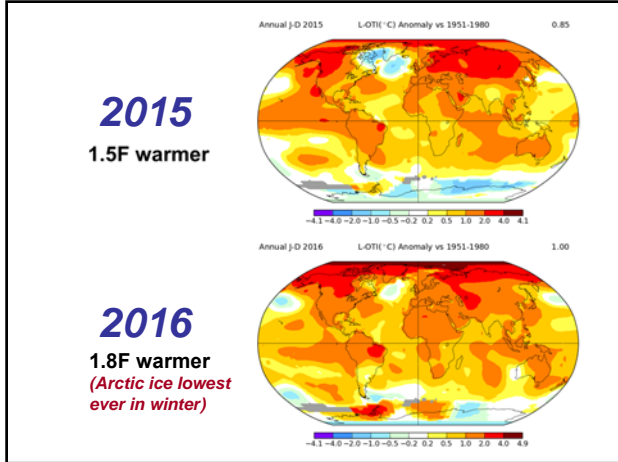 Annual J-D 2015 L-OTI(°C) Anomaly vs 1951-1980 0.85
2015
1.5F warmer
−4.1 −4.0 −2.0 −1.0 −0.5 −0.2 0.2 0.5 1.0 2.0 4.0 4.1
Annual J-D 2016 L-OTI(°C) Anomaly vs 1951-1980 1.00
2016
1.8F warmer
(Arctic ice lowest
ever in winter)
−4.1 −4.0 −2.0 −1.0 −0.5 −0.2 0.2 0.5 1.0 2.0 4.0 4.9